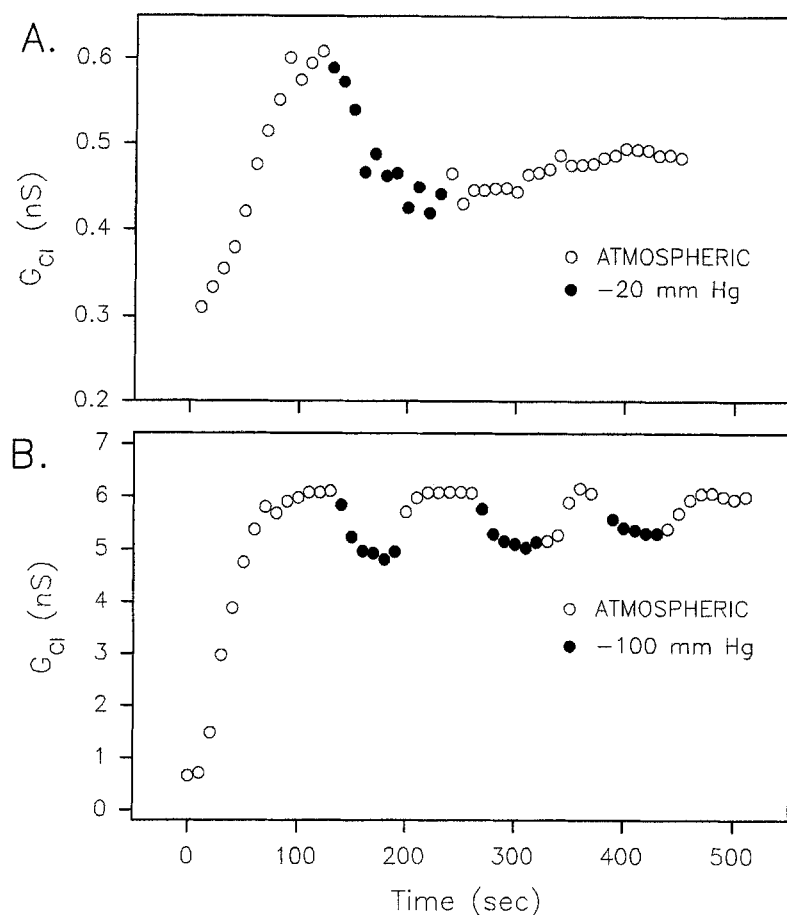 A.
0.6
0.5
0.4
0.3
0.2
G_Cl (nS)
○ ATMOSPHERIC
● −20 mm Hg
B.
7
6
5
4
3
2
1
0
G_Cl (nS)
○ ATMOSPHERIC
● −100 mm Hg
0 100 200 300 400 500
Time (sec)